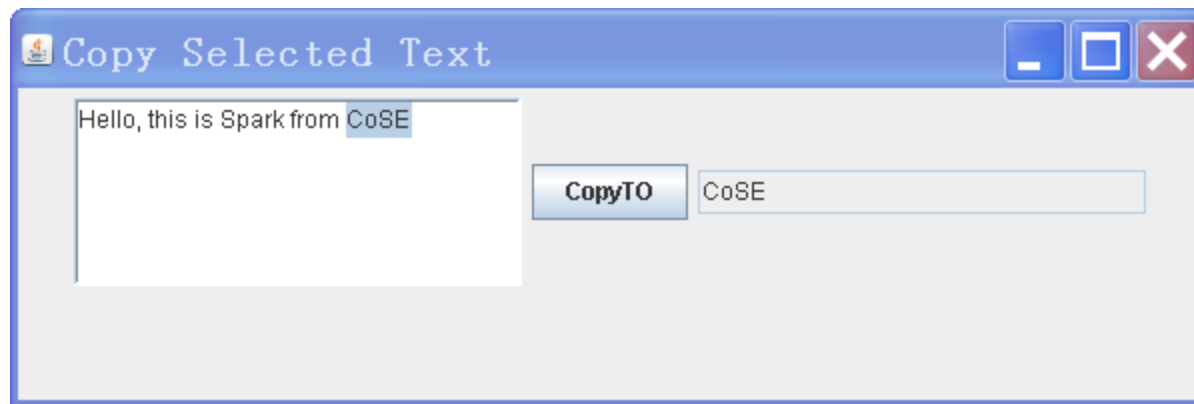 Copy Selected Text
Hello, this is Spark from CoSE
CopyTO
CoSE